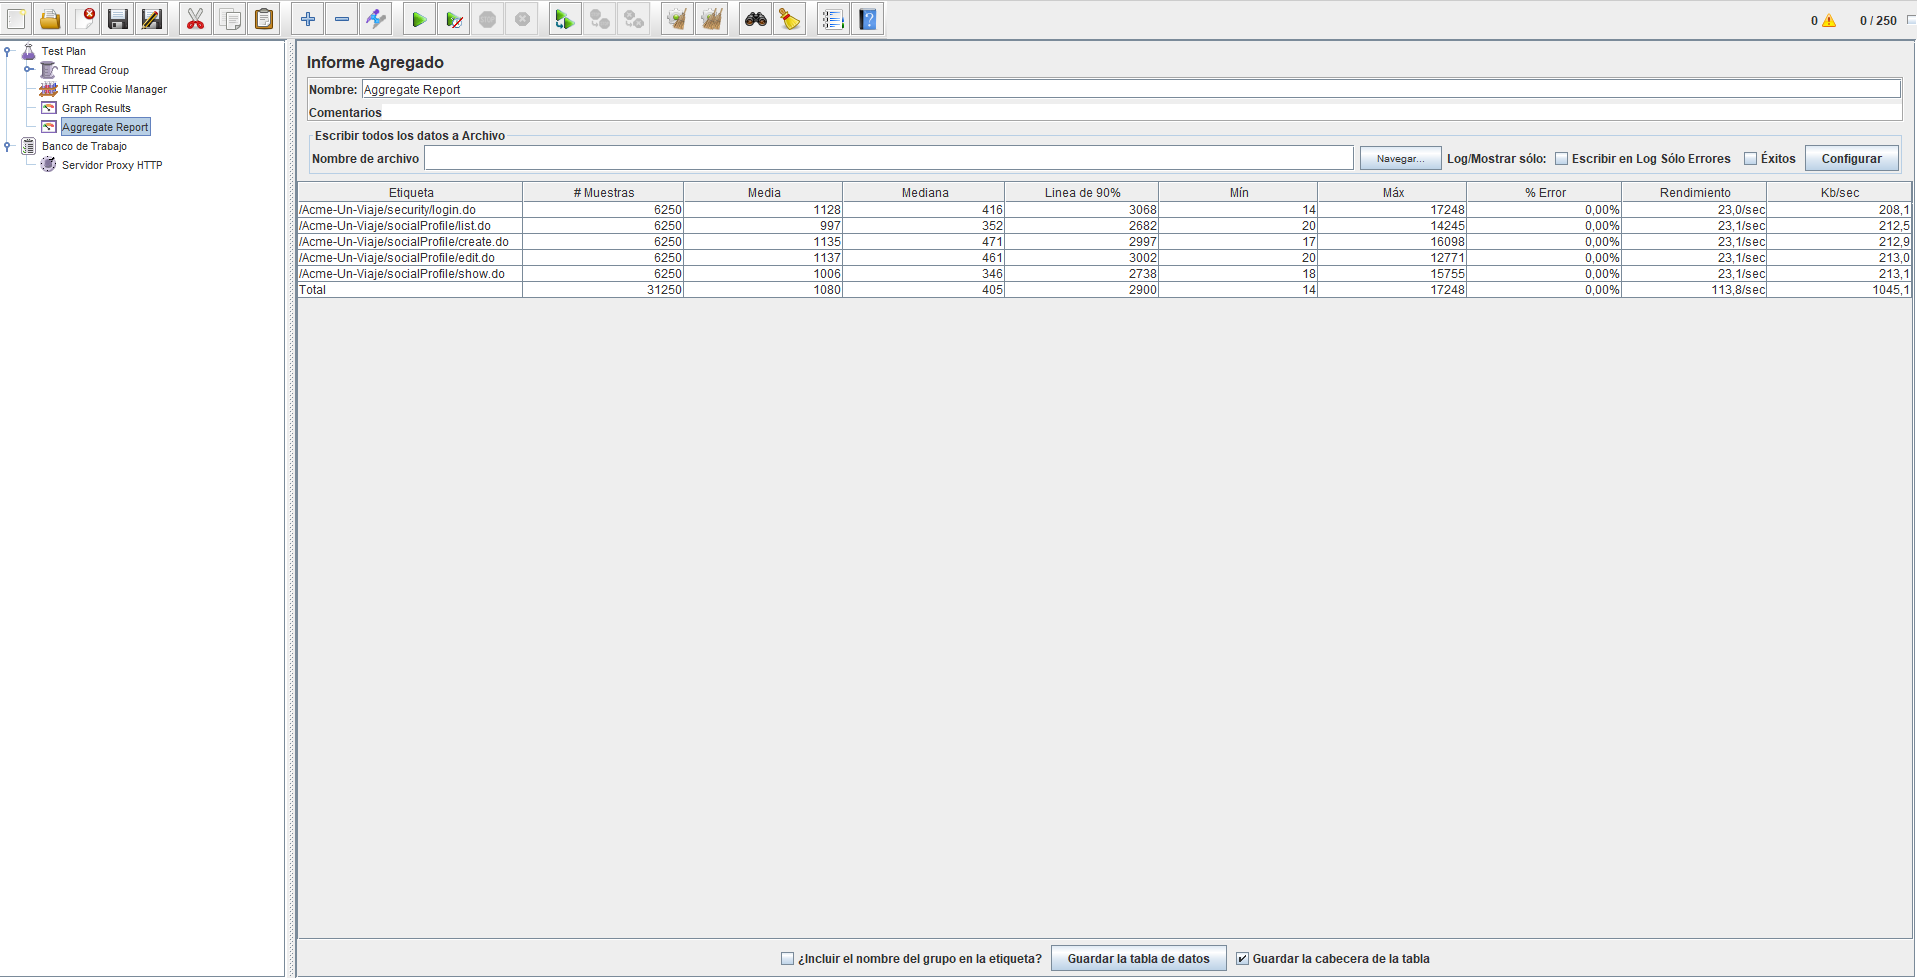 0 0 / 250
Test Plan
Thread Group
HTTP Cookie Manager
Graph Results
Aggregate Report
Banco de Trabajo
Servidor Proxy HTTP
Informe Agregado
Nombre: Aggregate Report
Comentarios
Escribir todos los datos a Archivo
Nombre de archivo Navegar... Log/Mostrar sólo: Escribir en Log Sólo Errores Éxitos Configurar
Etiqueta # Muestras Media Mediana Linea de 90% Mín Máx % Error Rendimiento Kb/sec
/Acme-Un-Viaje/security/login.do 6250 1128 416 3068 14 17248 0,00% 23,0/sec 208,1
/Acme-Un-Viaje/socialProfile/list.do 6250 997 352 2682 20 14245 0,00% 23,1/sec 212,5
/Acme-Un-Viaje/socialProfile/create.do 6250 1135 471 2997 17 16098 0,00% 23,1/sec 212,9
/Acme-Un-Viaje/socialProfile/edit.do 6250 1137 461 3002 20 12771 0,00% 23,1/sec 213,0
/Acme-Un-Viaje/socialProfile/show.do 6250 1006 346 2738 18 15755 0,00% 23,1/sec 213,1
Total 31250 1080 405 2900 14 17248 0,00% 113,8/sec 1045,1
¿Incluir el nombre del grupo en la etiqueta? Guardar la tabla de datos Guardar la cabecera de la tabla